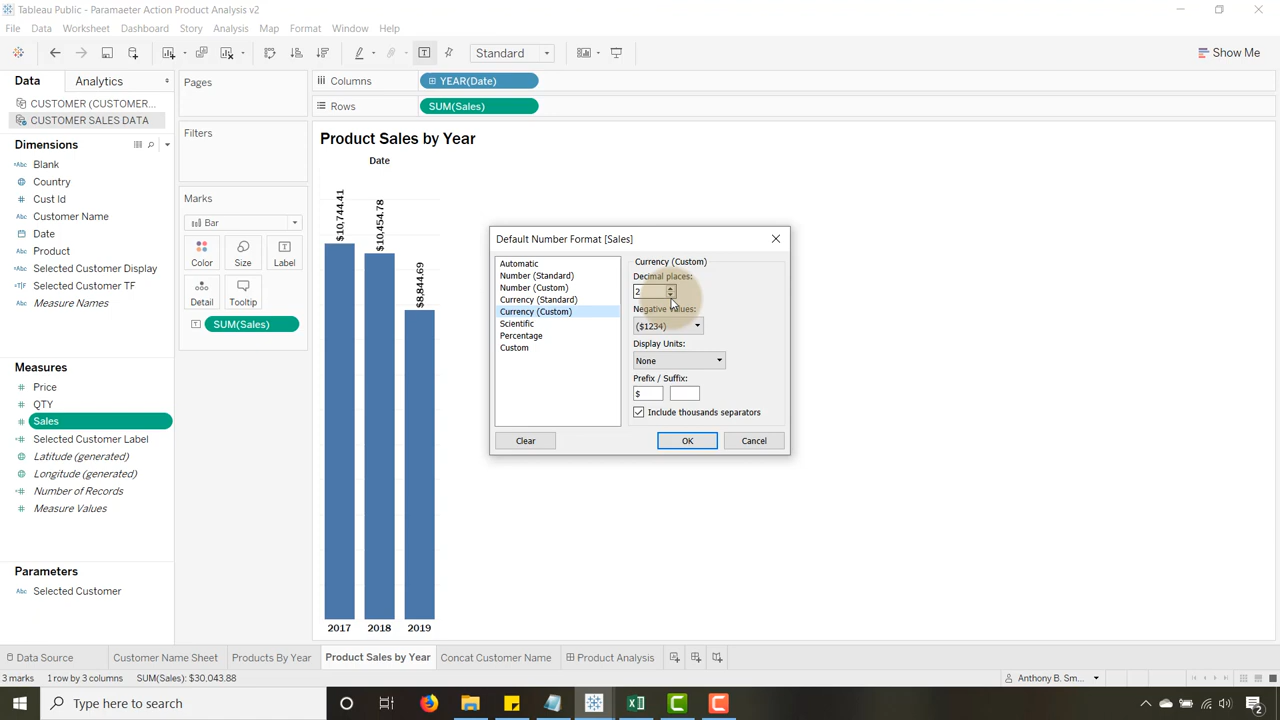 Tableau Public - Paramaeter Action Product Analysis v2
File Data Worksheet Dashboard Story Analysis Map Format Window Help
Standard
Show Me
Data Analytics
CUSTOMER (CUSTOMER...
CUSTOMER SALES DATA
Dimensions
Abc Blank
Country
# Cust Id
Abc Customer Name
Date
Abc Product
=Abc Selected Customer Display
=T|F Selected Customer TF
Abc Measure Names
Measures
# Price
# QTY
# Sales
# Selected Customer Label
Latitude (generated)
Longitude (generated)
=# Number of Records
# Measure Values
Parameters
Abc Selected Customer
Pages
Filters
Marks
Bar
Color Size Label
Detail Tooltip
T SUM(Sales)
Columns YEAR(Date)
Rows SUM(Sales)
Product Sales by Year
Date
$10,744.41
$10,454.78
$8,844.69
2017 2018 2019
Default Number Format [Sales]
Automatic
Number (Standard)
Number (Custom)
Currency (Standard)
Currency (Custom)
Scientific
Percentage
Custom
Currency (Custom)
Decimal places:
2
Negative Values:
($1234)
Display Units:
None
Prefix / Suffix:
$
Include thousands separators
Clear OK Cancel
Data Source Customer Name Sheet Products By Year Product Sales by Year Concat Customer Name Product Analysis
3 marks 1 row by 3 columns SUM(Sales): $30.043.88
Anthony B. Sm...
Type here to search
2